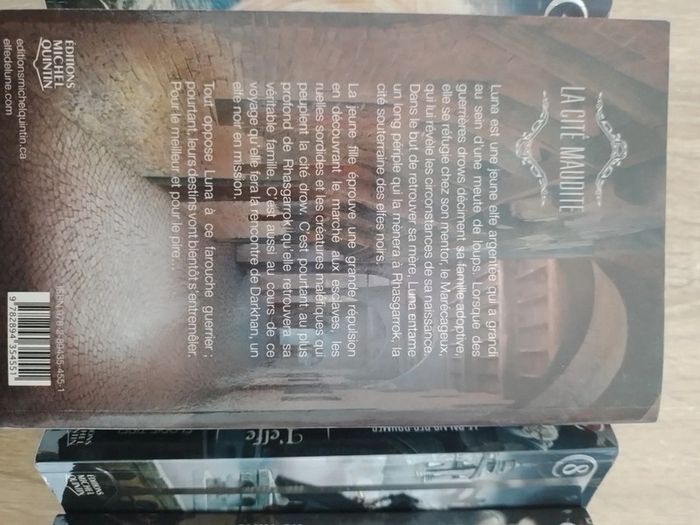 LA CITÉ MAUDITE
Luna est une jeune elfe argentée qui a grandi
au sein d'une meute de loups. Lorsque des
guerrières drows déciment sa famille adoptive,
elle se réfugie chez son mentor, le Marécageux,
qui lui révèle les circonstances de sa naissance.
Dans le but de retrouver sa mère, Luna entame
un long périple qui la mènera à Rhasgarrok, la
cité souterraine des elfes noirs.
La jeune fille éprouve une grande répulsion
en découvrant le marché aux esclaves, les
ruelles sordides et les créatures maléfiques qui
peuplent la cité drow. C'est pourtant au plus
profond de Rhasgarrok qu'elle retrouvera sa
véritable famille. C'est aussi au cours de ce
voyage qu'elle fera la rencontre de Darkhan, un
elfe noir en mission.
Tout oppose Luna à ce farouche guerrier ;
pourtant, leurs destins vont bientôt s'entremêler.
Pour le meilleur et pour le pire…
ÉDITIONS
MICHEL
QUINTIN
editionsmichelquintin.ca
elfedelune.com
ISBN 978-2-89435-455-1
9 782894 354551
L'elfe
8
ÉDITIONS
MICHEL
QUINTIN